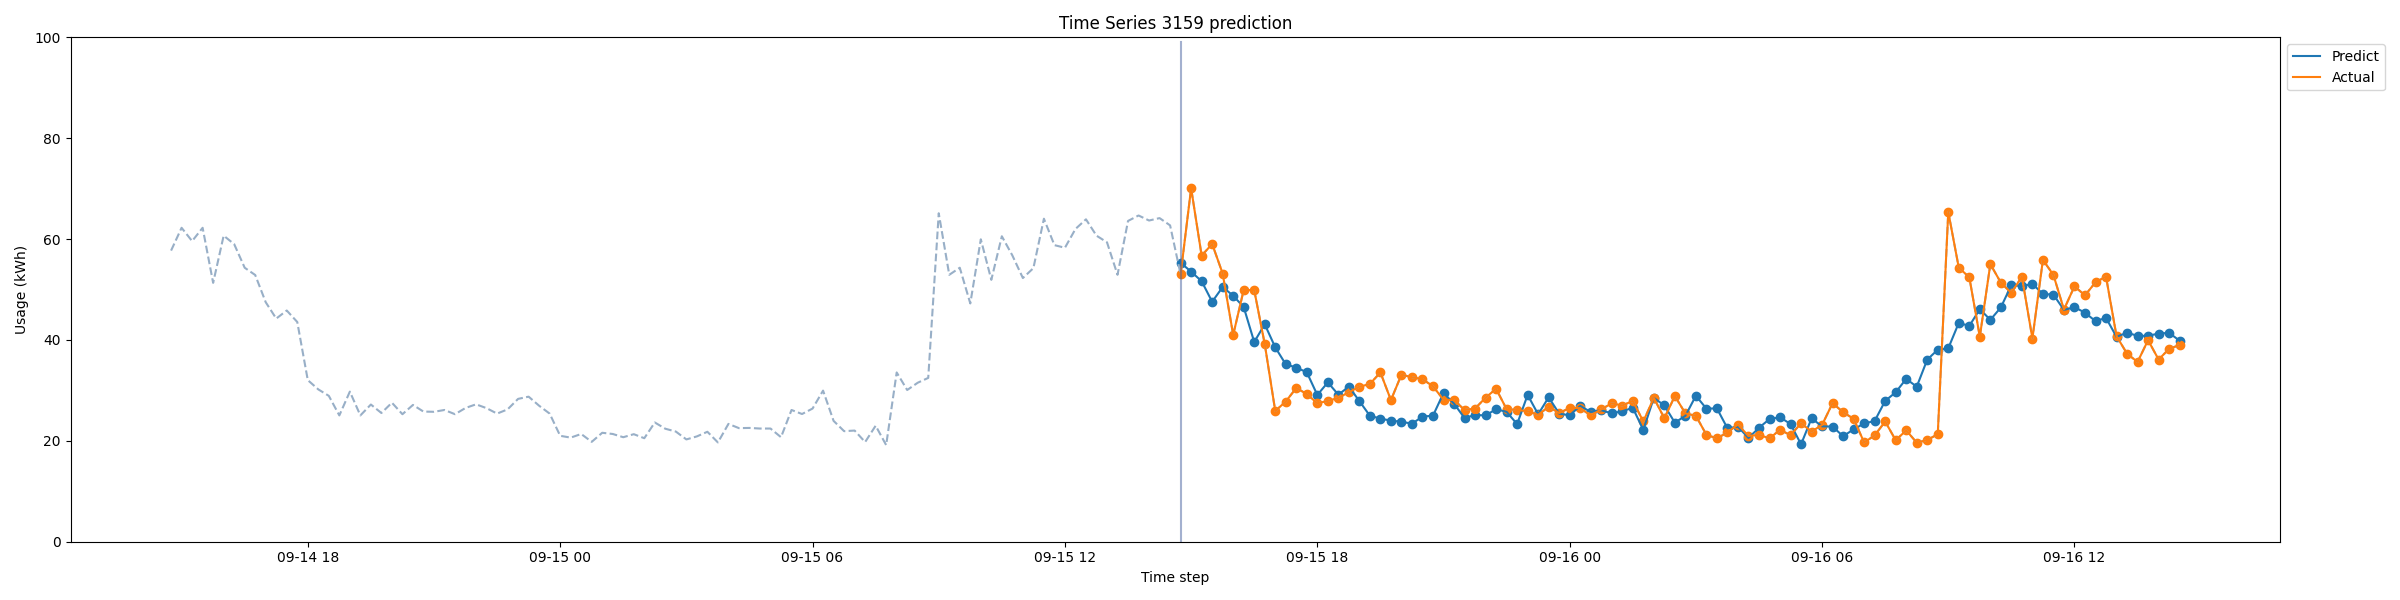 Time Series 3159 prediction
100
80
60
40
20
0
Usage (kWh)
Predict
Actual
09-14 18
09-15 00
09-15 06
09-15 12
09-15 18
09-16 00
09-16 06
09-16 12
Time step